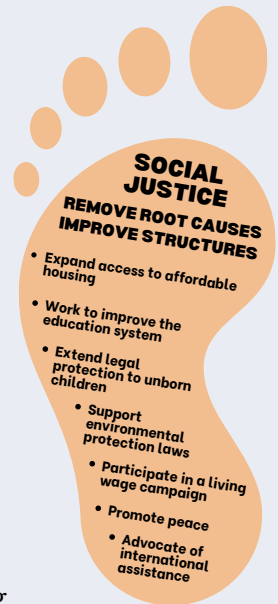 SOCIAL
JUSTICE
REMOVE ROOT CAUSES
IMPROVE STRUCTURES
• Expand access to affordable
housing
• Work to improve the
education system
• Extend legal
protection to unborn
children
• Support
environmental
protection laws
• Participate in a living
wage campaign
• Promote peace
• Advocate of
international
assistance